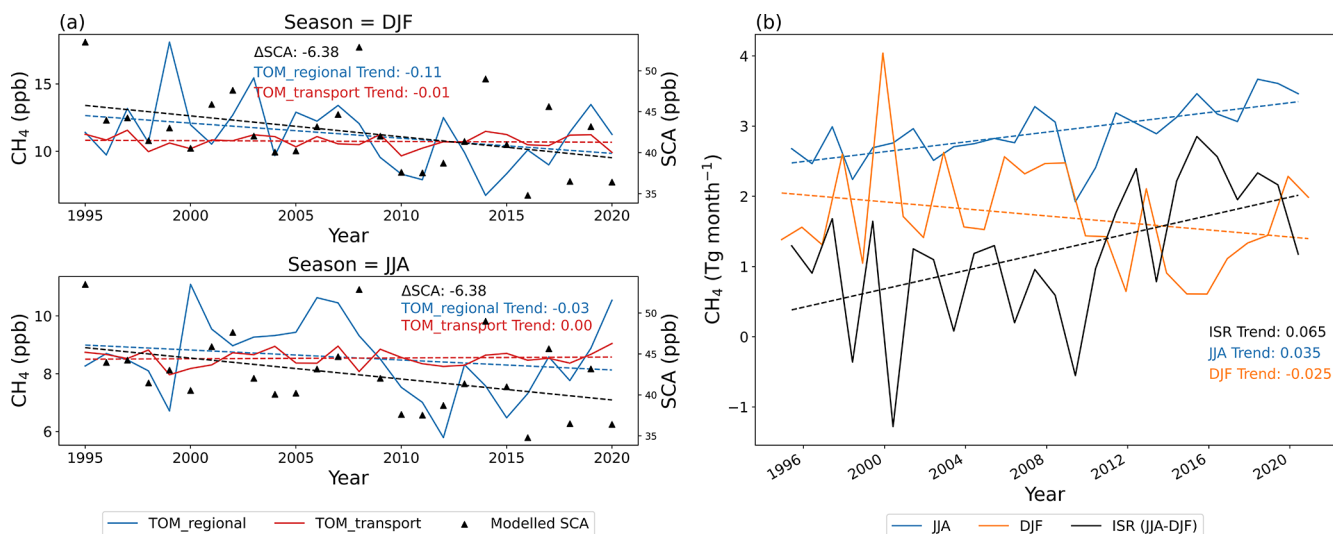 (a)
Season = DJF
ΔSCA: -6.38
TOM_regional Trend: -0.11
TOM_transport Trend: -0.01
CH₄ (ppb)
15
10
SCA (ppb)
50
45
40
35
1995 2000 2005 2010 2015 2020
Year
Season = JJA
ΔSCA: -6.38
TOM_regional Trend: -0.03
TOM_transport Trend: 0.00
CH₄ (ppb)
10
8
6
SCA (ppb)
50
45
40
35
1995 2000 2005 2010 2015 2020
Year
TOM_regional TOM_transport Modelled SCA
(b)
CH₄ (Tg month⁻¹)
4
3
2
1
0
−1
ISR Trend: 0.065
JJA Trend: 0.035
DJF Trend: -0.025
1996 2000 2004 2008 2012 2016 2020
Year
JJA DJF ISR (JJA-DJF)